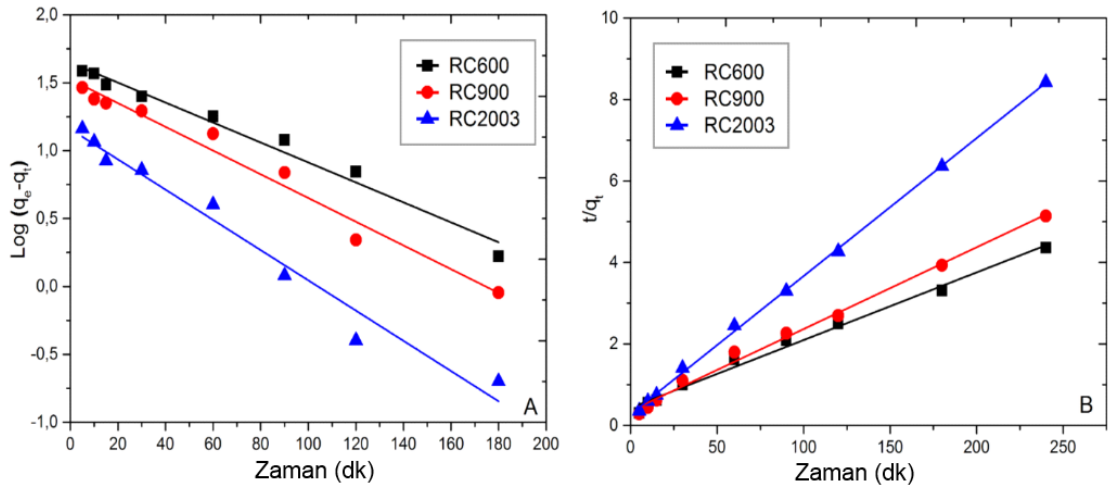 2,0
1,5
1,0
0,5
0,0
-0,5
-1,0
Log (qe-qt)
RC600
RC900
RC2003
A
0 20 40 60 80 100 120 140 160 180 200
Zaman (dk)
10
8
6
4
2
0
t/qt
RC600
RC900
RC2003
B
0 50 100 150 200 250
Zaman (dk)